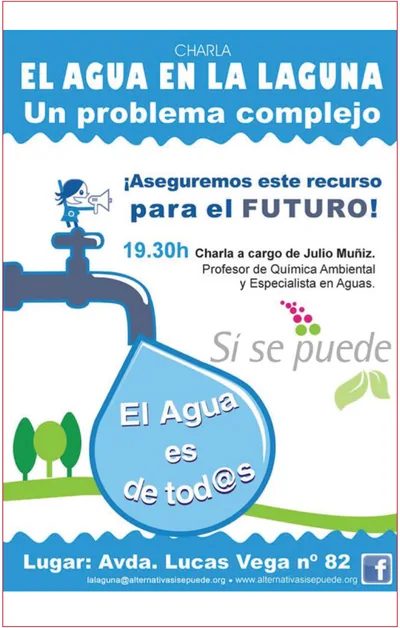 CHARLA
EL AGUA EN LA LAGUNA
Un problema complejo
¡Aseguremos este recurso
para el FUTURO!
19.30h Charla a cargo de Julio Muñiz.
Profesor de Química Ambiental
y Especialista en Aguas.
Sí se puede
El Agua
es
de tod@s
Lugar: Avda. Lucas Vega nº 82
f
lalaguna@alternativasisepuede.org • www.alternativasisepuede.org